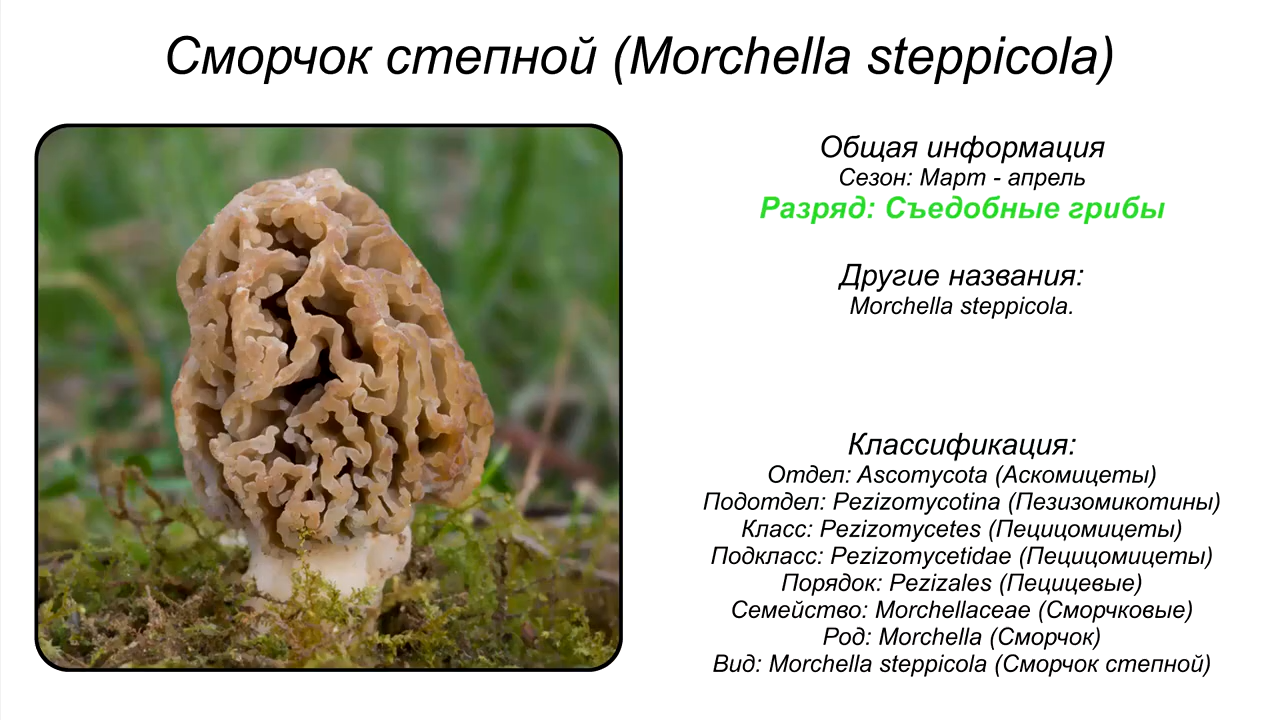 Сморчок степной (Morchella steppicola)
Общая информация
Сезон: Март - апрель
Разряд: Съедобные грибы
Другие названия:
Morchella steppicola.
Классификация:
Отдел: Ascomycota (Аскомицеты)
Подотдел: Pezizomycotina (Пезизомикотины)
Класс: Pezizomycetes (Пецицомицеты)
Подкласс: Pezizomycetidae (Пецицомицеты)
Порядок: Pezizales (Пецицевые)
Семейство: Morchellaceae (Сморчковые)
Род: Morchella (Сморчок)
Вид: Morchella steppicola (Сморчок степной)